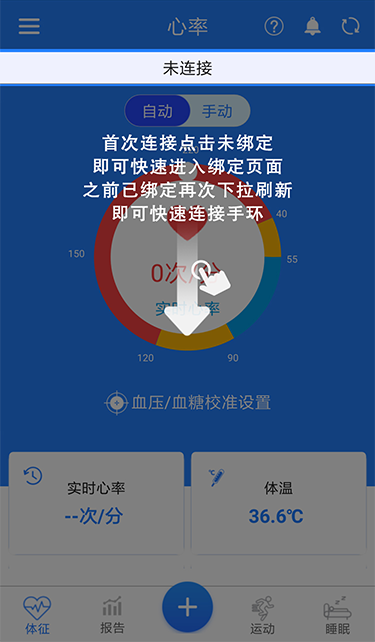 心率
未连接
自动
手动
首次连接点击未绑定
即可快速进入绑定页面
之前已绑定再次下拉刷新
即可快速连接手环
40
150
55
0次/分
实时心率
120
90
血压/血糖校准设置
实时心率
--次/分
体温
36.6℃
体征
报告
运动
睡眠